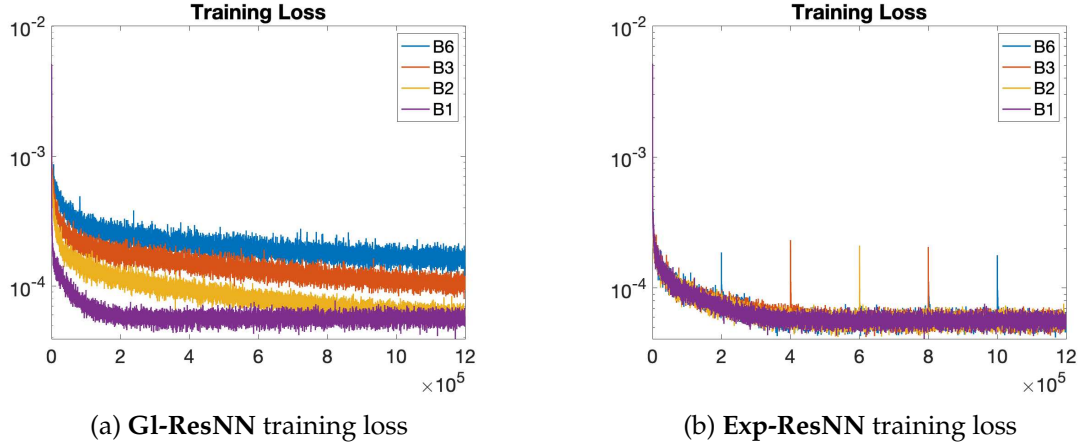 Training Loss
10^-2
10^-3
10^-4
B6
B3
B2
B1
0 2 4 6 8 10 12
×10^5
(a) Gl-ResNN training loss
Training Loss
10^-2
10^-3
10^-4
B6
B3
B2
B1
0 2 4 6 8 10 12
×10^5
(b) Exp-ResNN training loss